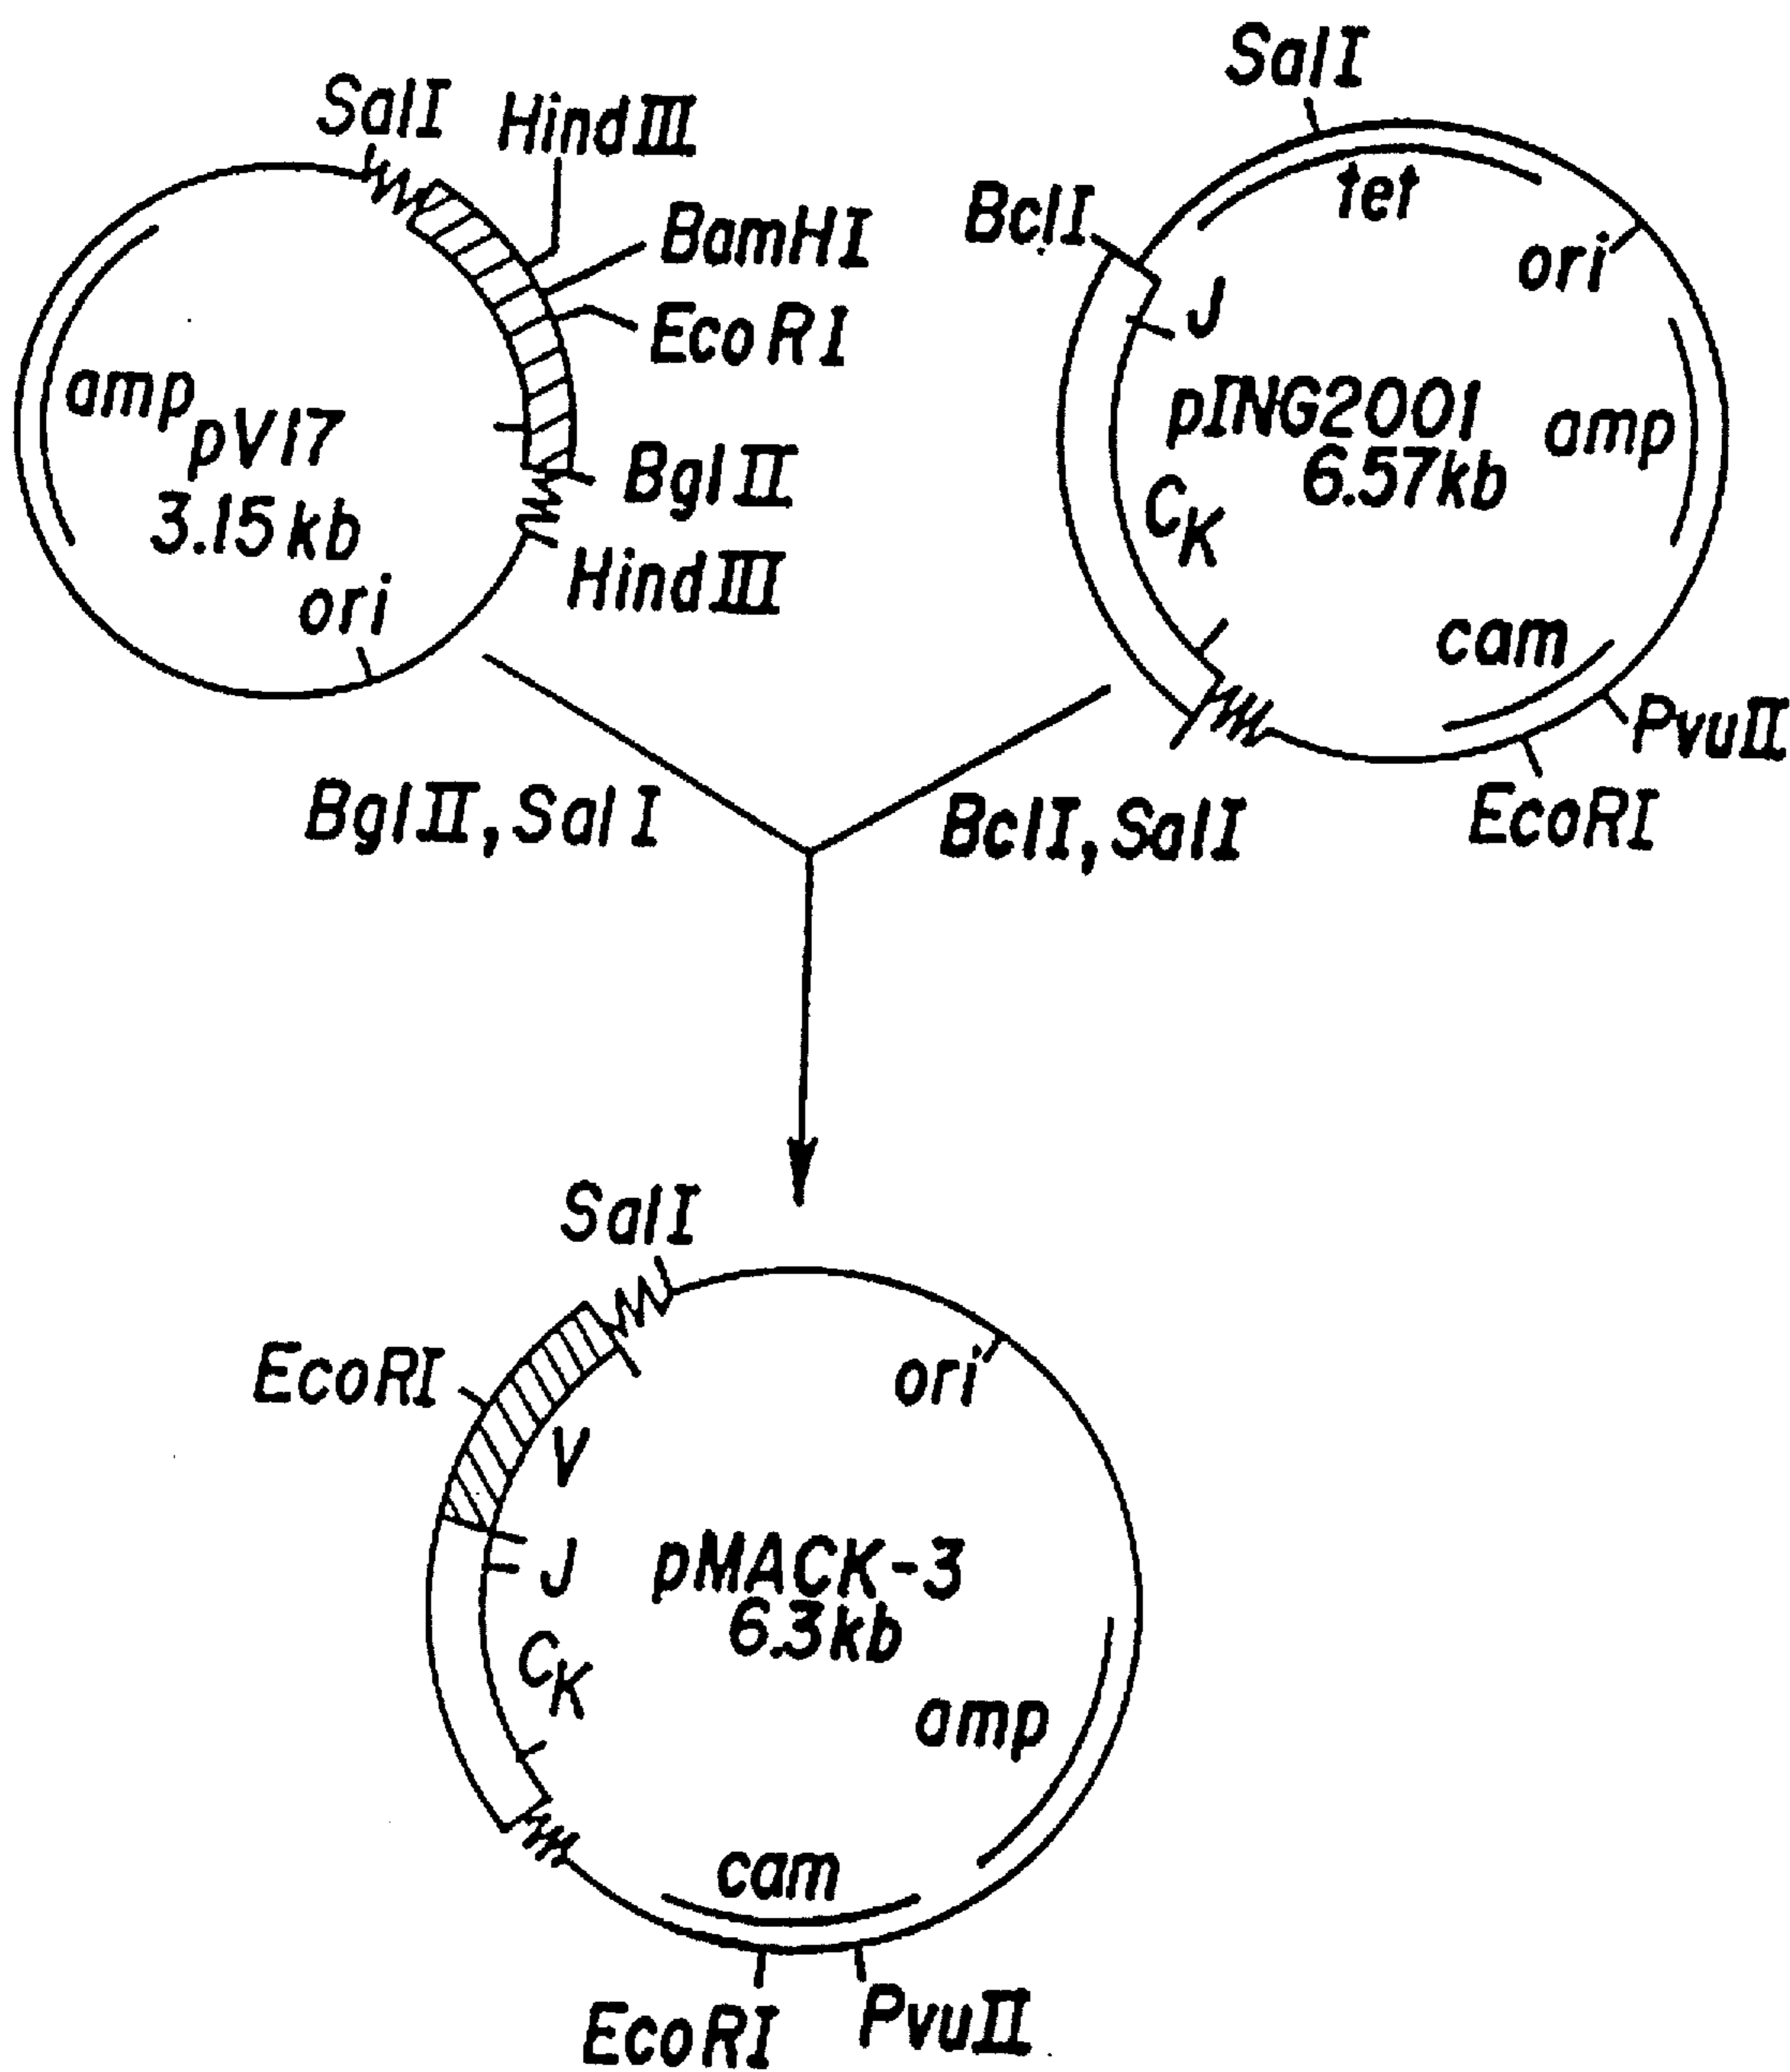 SalI HindIII
BamHI
EcoRI
amp
pV17
3.15kb
BglII
HindIII
ori
SalI
BclI
tet
ori
J
pING2001
6.57kb
amp
CK
cam
PvuII
EcoRI
BglII, SalI
BclI, SalI
SalI
EcoRI
ori
V
J
pMACK-3
6.3kb
CK
amp
cam
EcoRI
PvuII